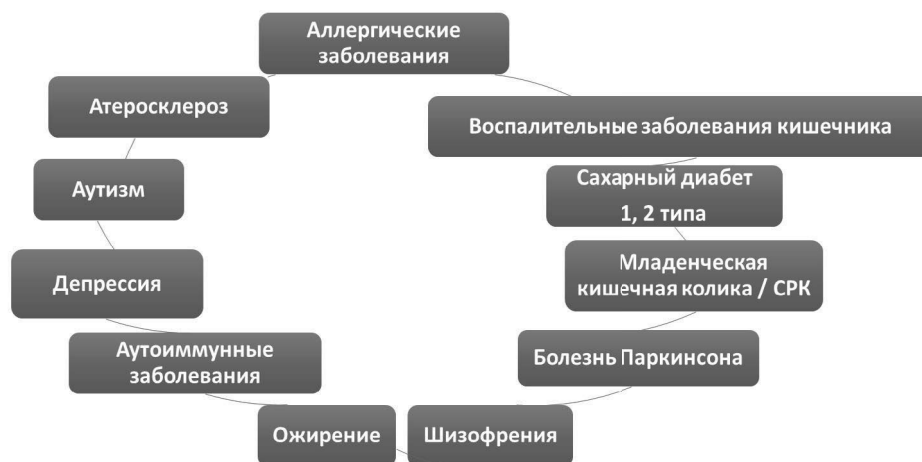 Аллергические
заболевания
Воспалительные заболевания кишечника
Сахарный диабет
1, 2 типа
Младенческая
кишечная колика / СРК
Болезнь Паркинсона
Шизофрения
Ожирение
Аутоиммунные
заболевания
Депрессия
Аутизм
Атеросклероз